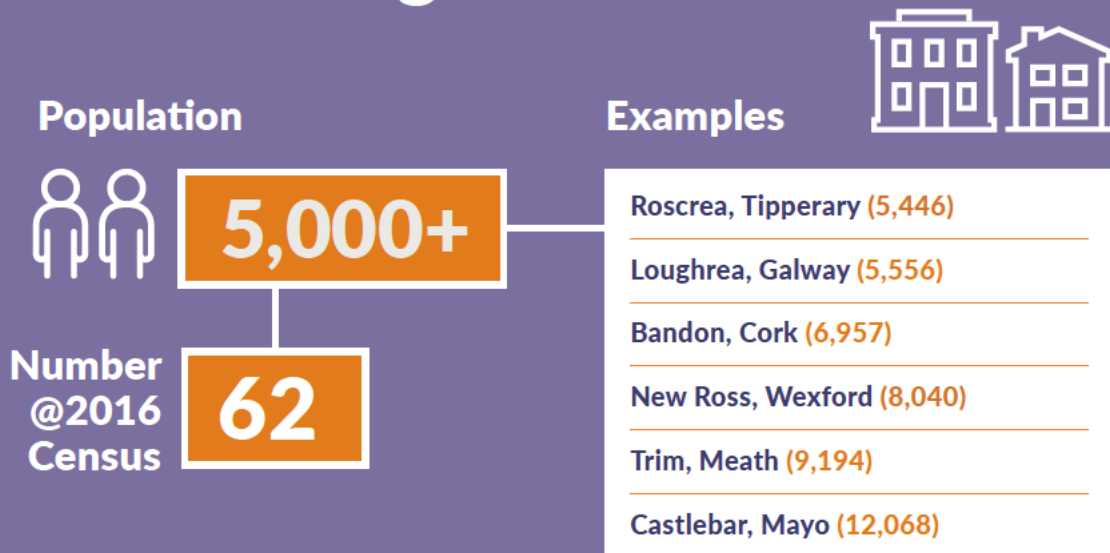 Population
5,000+
Number
@2016
Census
62
Examples
Roscrea, Tipperary (5,446)
Loughrea, Galway (5,556)
Bandon, Cork (6,957)
New Ross, Wexford (8,040)
Trim, Meath (9,194)
Castlebar, Mayo (12,068)